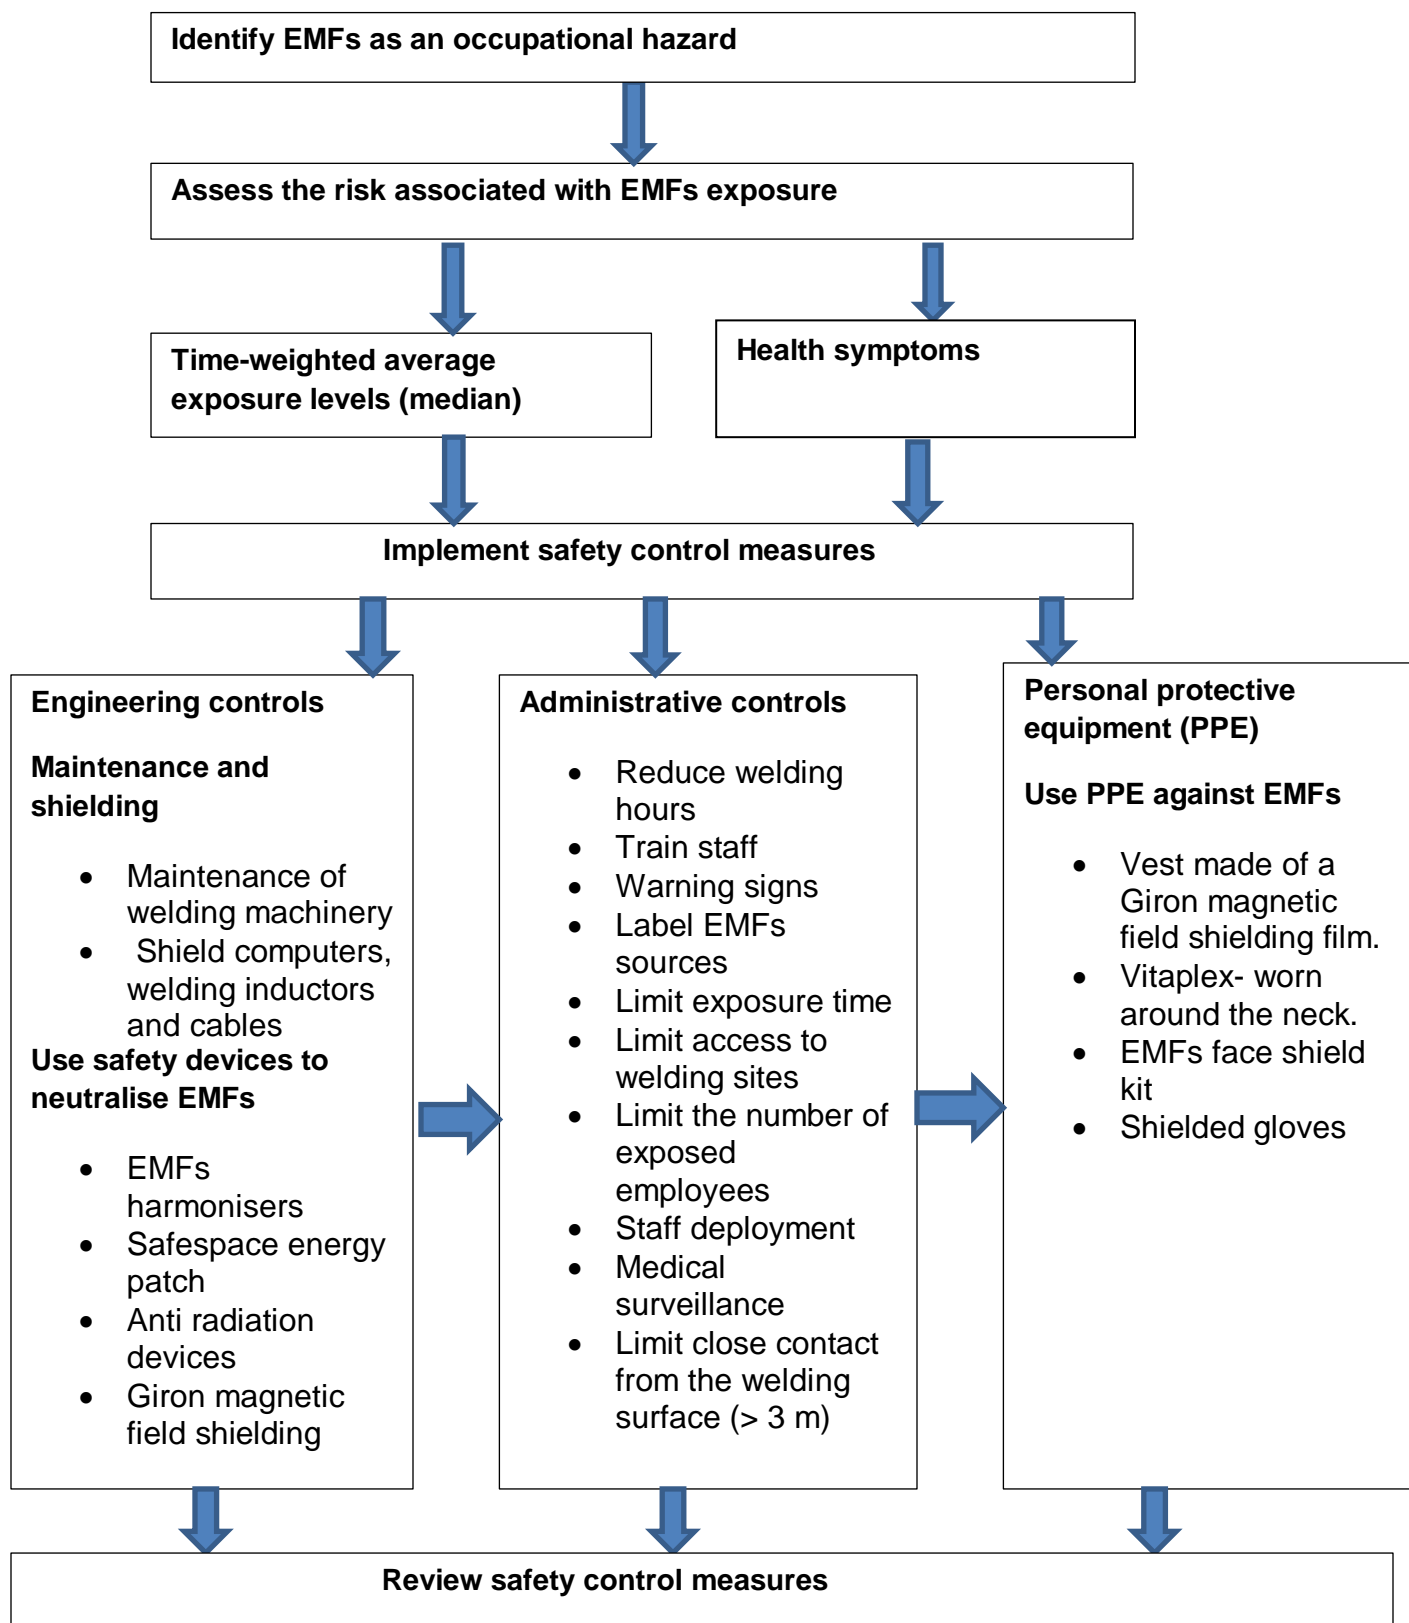 Identify EMFs as an occupational hazard
Assess the risk associated with EMFs exposure
Time-weighted average
exposure levels (median)
Health symptoms
Implement safety control measures
Engineering controls
Maintenance and
shielding
• Maintenance of
welding machinery
• Shield computers,
welding inductors
and cables
Use safety devices to
neutralise EMFs
• EMFs
harmonisers
• Safespace energy
patch
• Anti radiation
devices
• Giron magnetic
field shielding
Administrative controls
• Reduce welding
hours
• Train staff
• Warning signs
• Label EMFs
sources
• Limit exposure time
• Limit access to
welding sites
• Limit the number of
exposed
employees
• Staff deployment
• Medical
surveillance
• Limit close contact
from the welding
surface (> 3 m)
Personal protective
equipment (PPE)
Use PPE against EMFs
• Vest made of a
Giron magnetic
field shielding film.
• Vitaplex- worn
around the neck.
• EMFs face shield
kit
• Shielded gloves
Review safety control measures